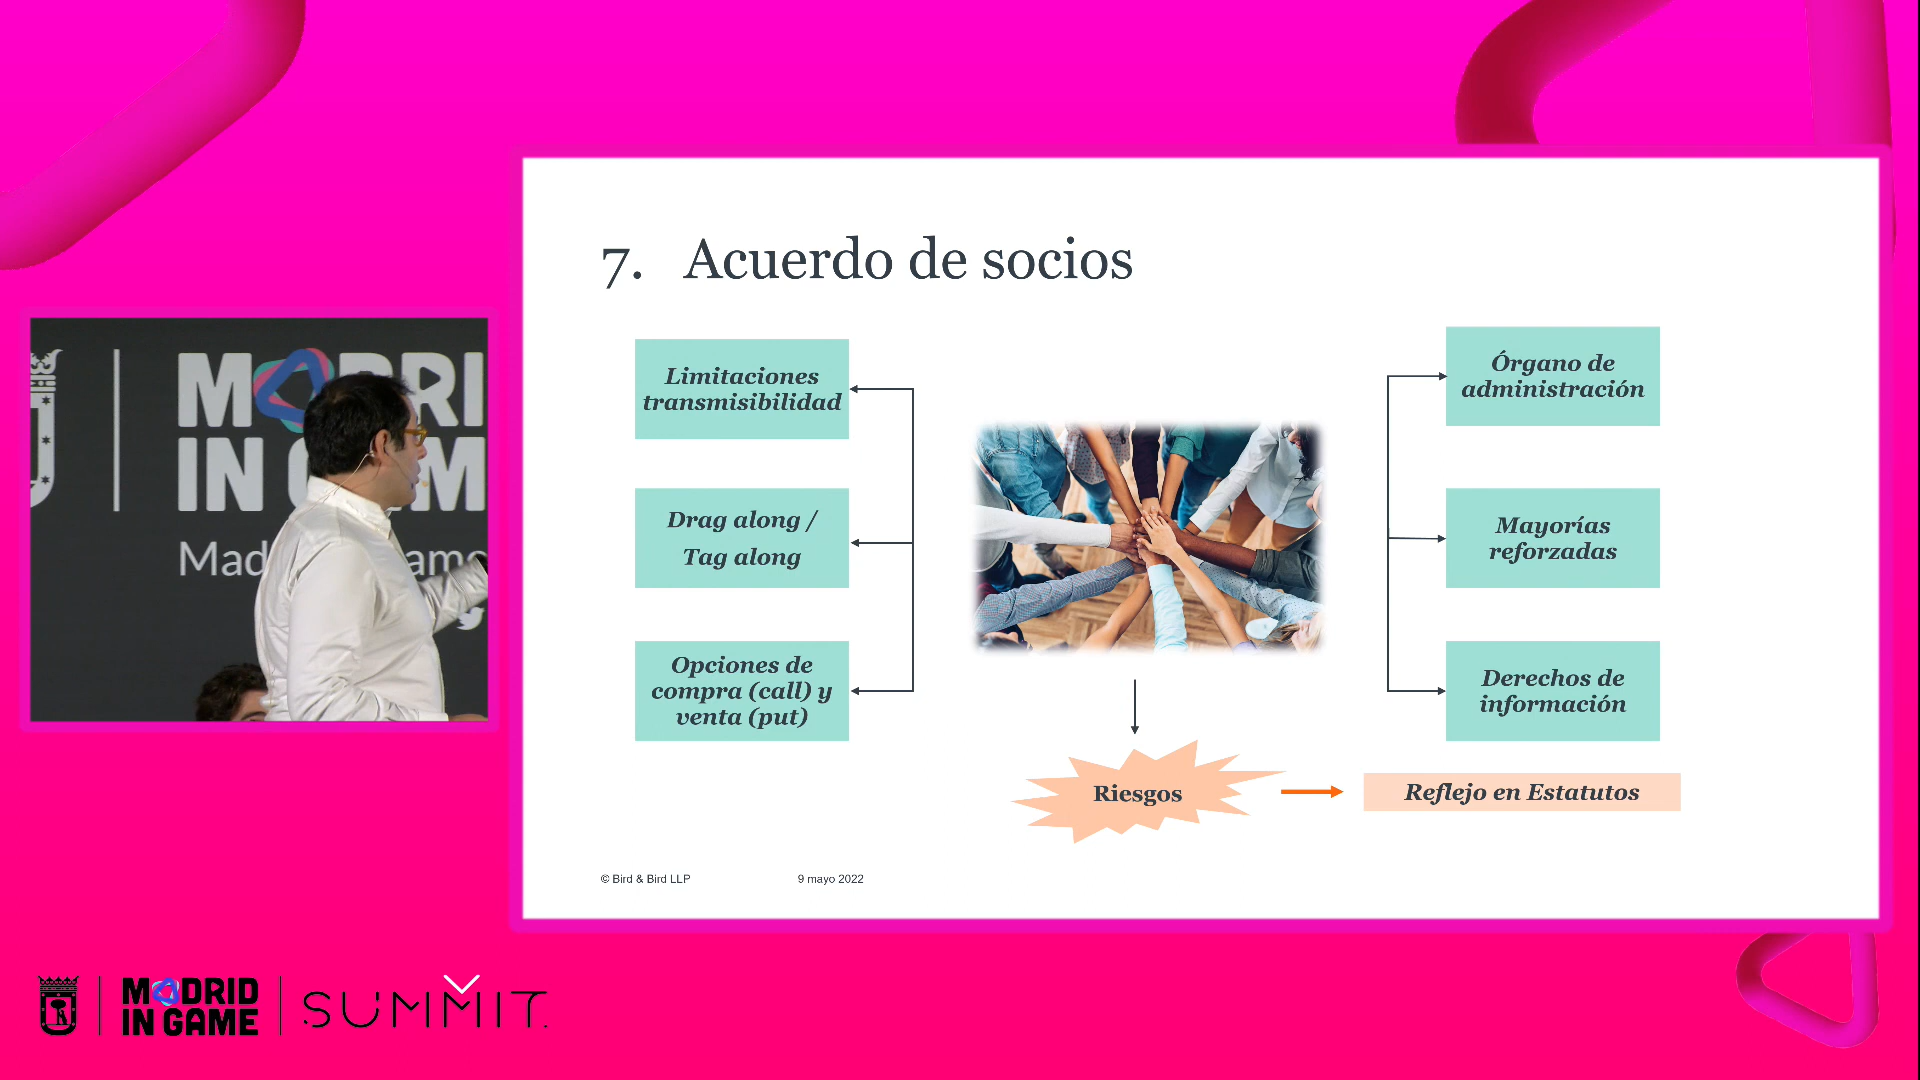 7. Acuerdo de socios
Limitaciones
transmisibilidad
Drag along /
Tag along
Opciones de
compra (call) y
venta (put)
Órgano de
administración
Mayorías
reforzadas
Derechos de
información
Riesgos
Reflejo en Estatutos
© Bird & Bird LLP
9 mayo 2022
MADRID
IN GAME
SUMMIT.